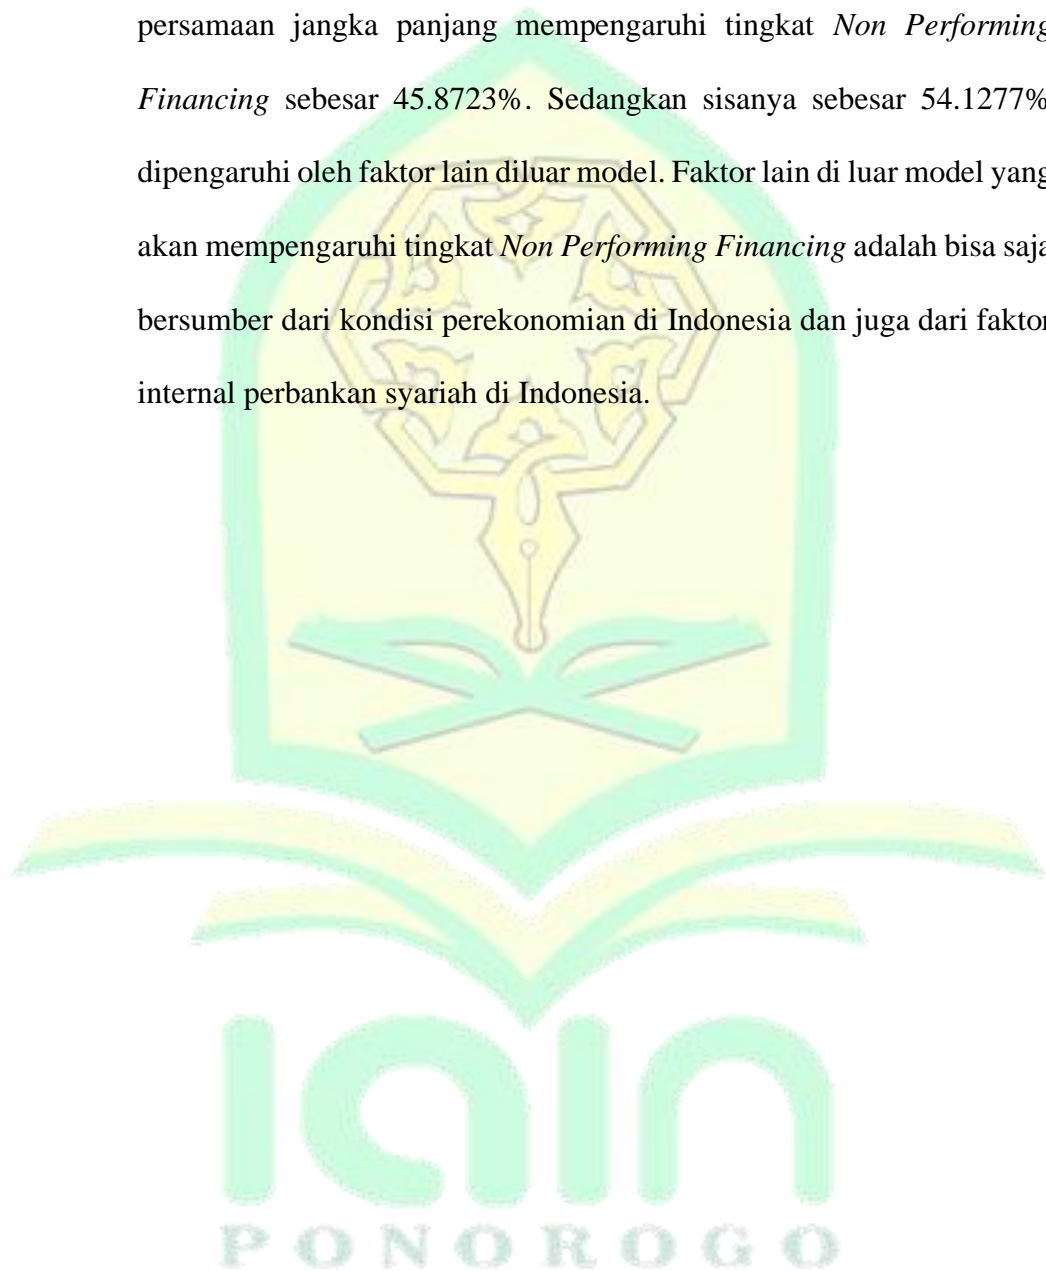 persamaan jangka panjang mempengaruhi tingkat Non Performing
Financing sebesar 45.8723%. Sedangkan sisanya sebesar 54.1277%
dipengaruhi oleh faktor lain diluar model. Faktor lain di luar model yang
akan mempengaruhi tingkat Non Performing Financing adalah bisa saja
bersumber dari kondisi perekonomian di Indonesia dan juga dari faktor
internal perbankan syariah di Indonesia.
iain
PONOROGO